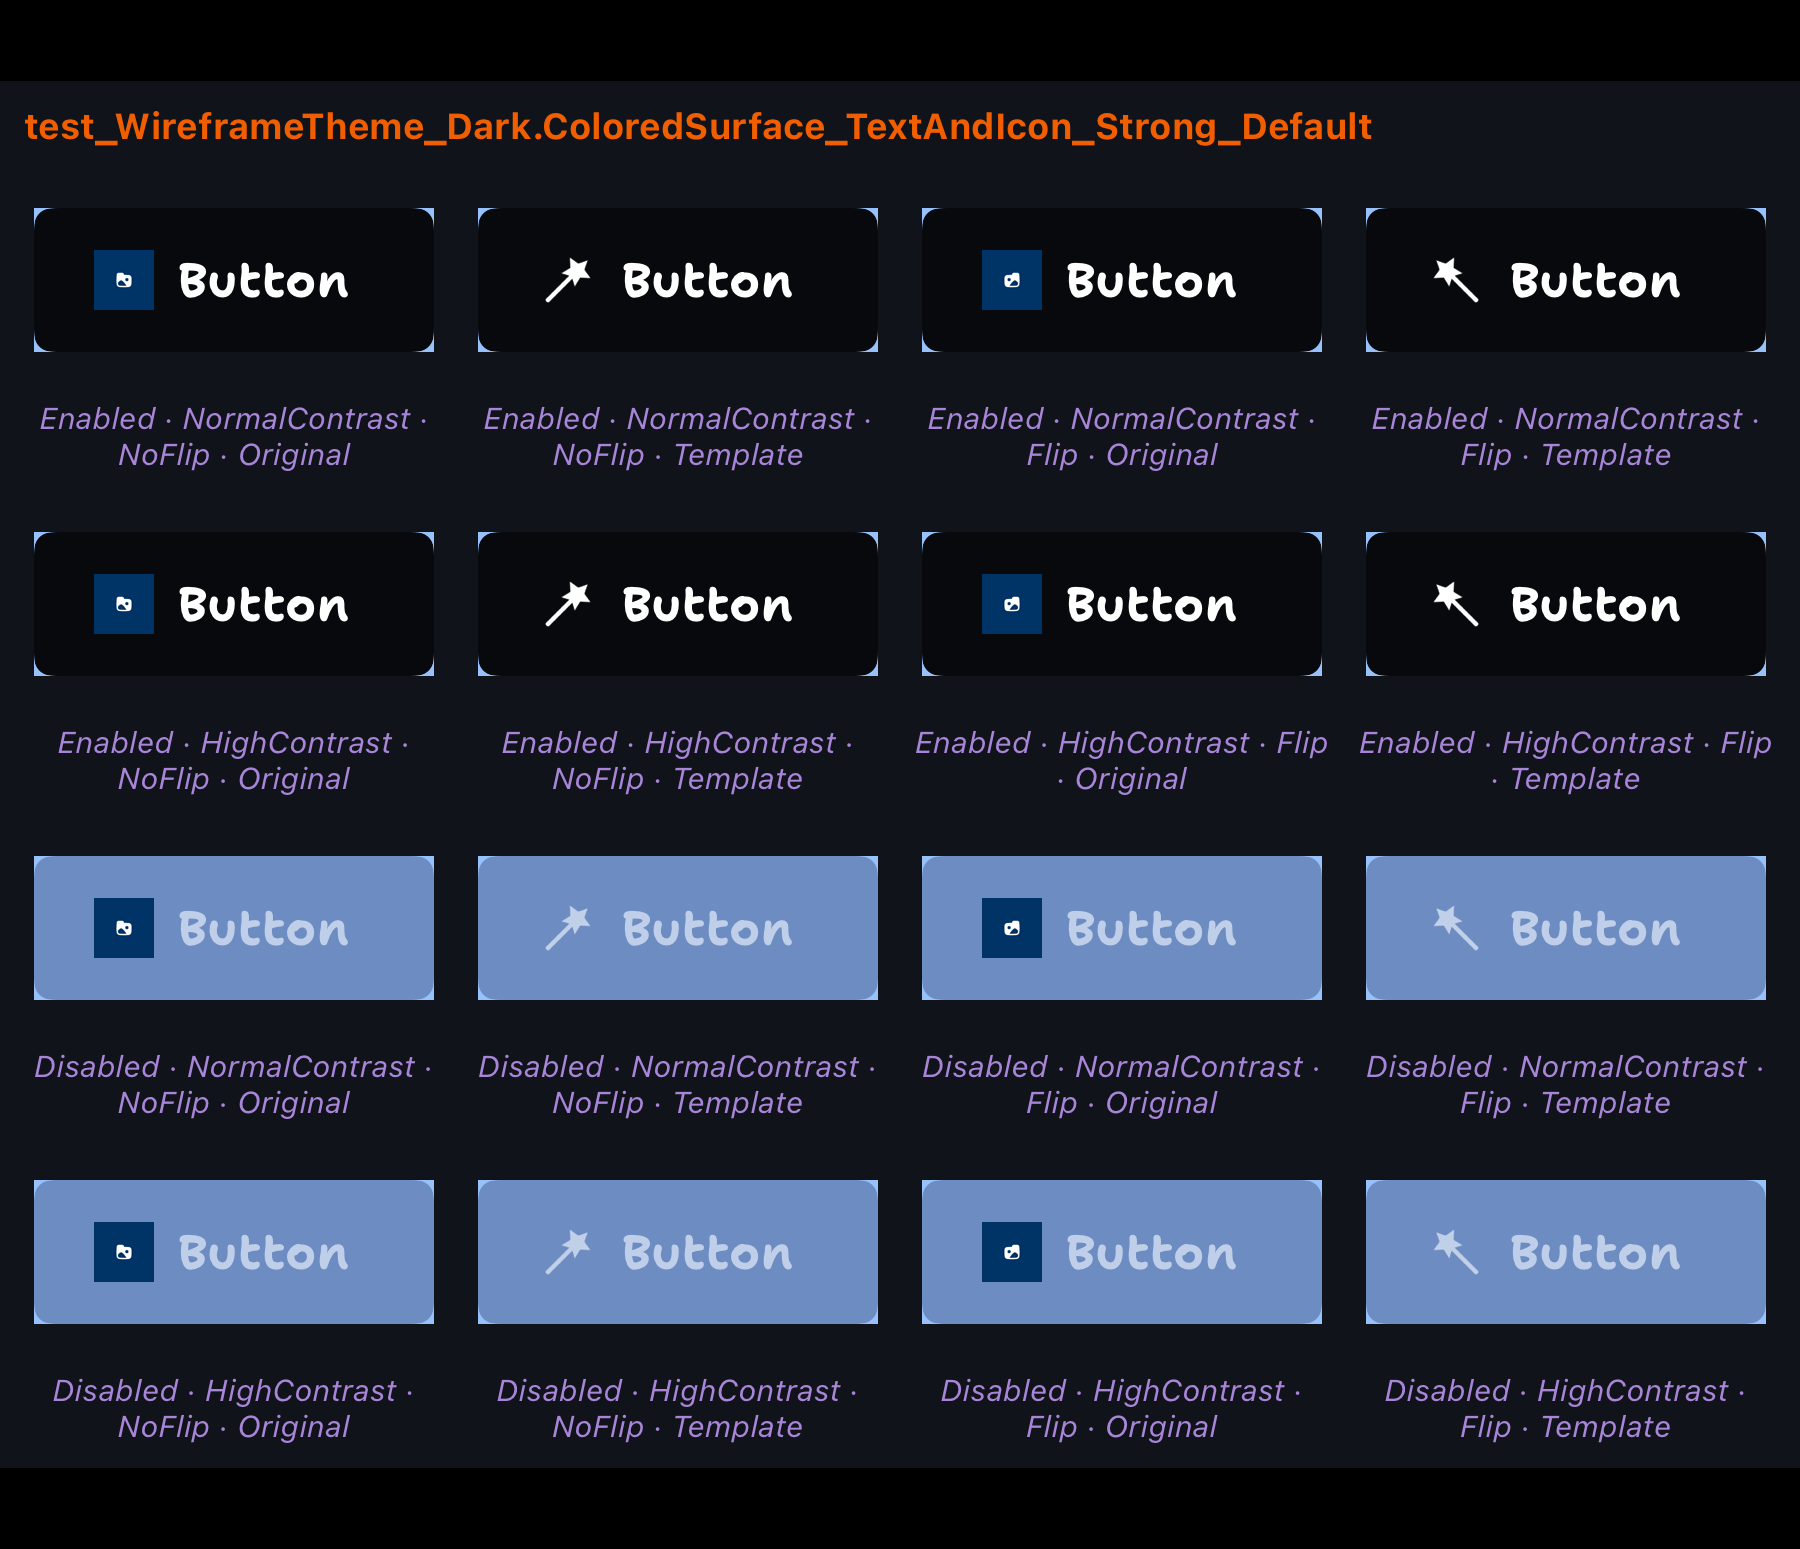 test_WireframeTheme_Dark.ColoredSurface_TextAndIcon_Strong_Default
Button
Button
Button
Button
Enabled · NormalContrast ·
NoFlip · Original
Enabled · NormalContrast ·
NoFlip · Template
Enabled · NormalContrast ·
Flip · Original
Enabled · NormalContrast ·
Flip · Template
Button
Button
Button
Button
Enabled · HighContrast ·
NoFlip · Original
Enabled · HighContrast ·
NoFlip · Template
Enabled · HighContrast · Flip
· Original
Enabled · HighContrast · Flip
· Template
Button
Button
Button
Button
Disabled · NormalContrast ·
NoFlip · Original
Disabled · NormalContrast ·
NoFlip · Template
Disabled · NormalContrast ·
Flip · Original
Disabled · NormalContrast ·
Flip · Template
Button
Button
Button
Button
Disabled · HighContrast ·
NoFlip · Original
Disabled · HighContrast ·
NoFlip · Template
Disabled · HighContrast ·
Flip · Original
Disabled · HighContrast ·
Flip · Template